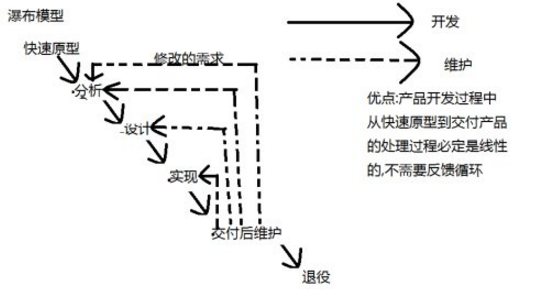 瀑布模型
快速原型
修改的需求
分析
设计
实现
交付后维护
退役
开发
维护
优点:产品开发过程中
从快速原型到交付产品
的处理过程必定是线性
的,不需要反馈循环